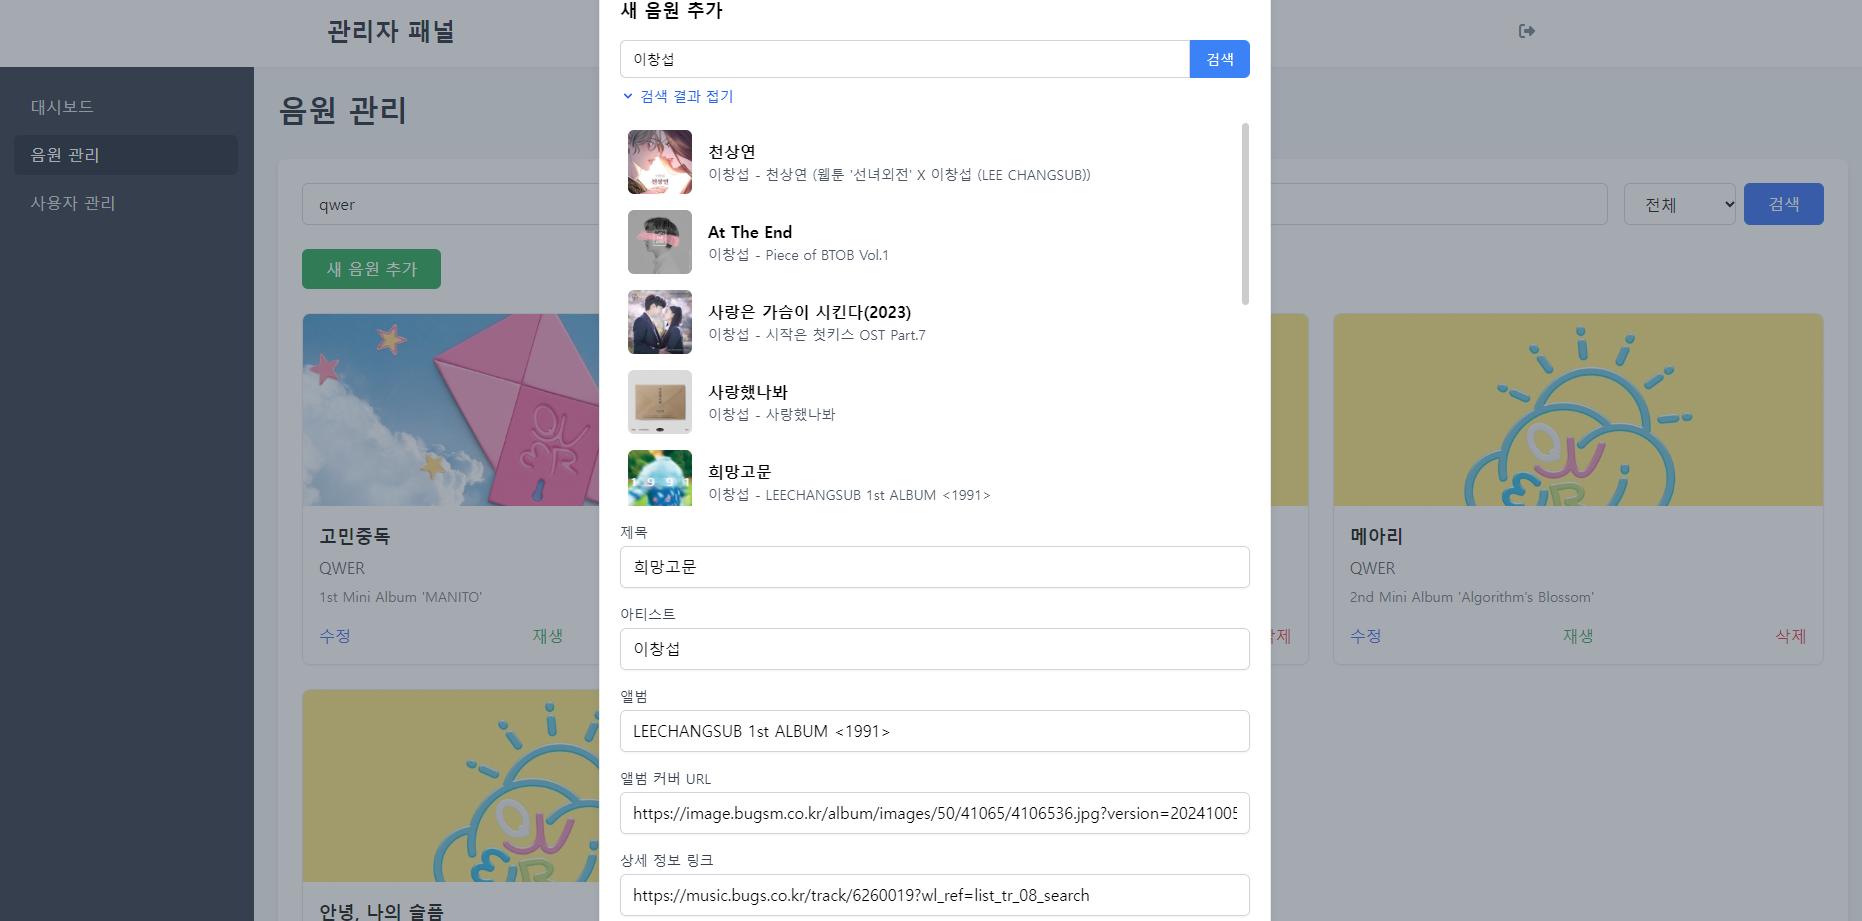 관리자 패널
대시보드
음원 관리
사용자 관리
음원 관리
qwer
전체
검색
새 음원 추가
고민중독
QWER
1st Mini Album 'MANITO'
수정
재생
삭제
메아리
QWER
2nd Mini Album 'Algorithm's Blossom'
수정
재생
삭제
안녕, 나의 슬픔
새 음원 추가
이창섭
검색
검색 결과 접기
천상연
이창섭 - 천상연 (웹툰 '선녀외전' X 이창섭 (LEE CHANGSUB))
At The End
이창섭 - Piece of BTOB Vol.1
사랑은 가슴이 시킨다(2023)
이창섭 - 시작은 첫키스 OST Part.7
사랑했나봐
이창섭 - 사랑했나봐
1991
희망고문
이창섭 - LEECHANGSUB 1st ALBUM <1991>
제목
희망고문
아티스트
이창섭
앨범
LEECHANGSUB 1st ALBUM <1991>
앨범 커버 URL
https://image.bugsm.co.kr/album/images/50/41065/4106536.jpg?version=20241005
상세 정보 링크
https://music.bugs.co.kr/track/6260019?wl_ref=list_tr_08_search